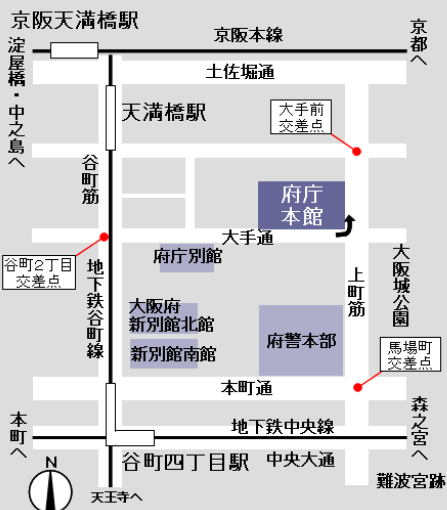 京阪天満橋駅
京阪本線
京都へ
淀屋橋・中之島へ
土佐堀通
天満橋駅
大手前
交差点
谷町筋
府庁
本館
大手通
府庁別館
谷町2丁目
交差点
地下鉄谷町線
上町筋
大阪城公園
大阪府
新別館北館
新別館南館
府警本部
馬場町
交差点
本町通
本町へ
地下鉄中央線
森之宮へ
谷町四丁目駅
中央大通
難波宮跡
N
天王寺へ